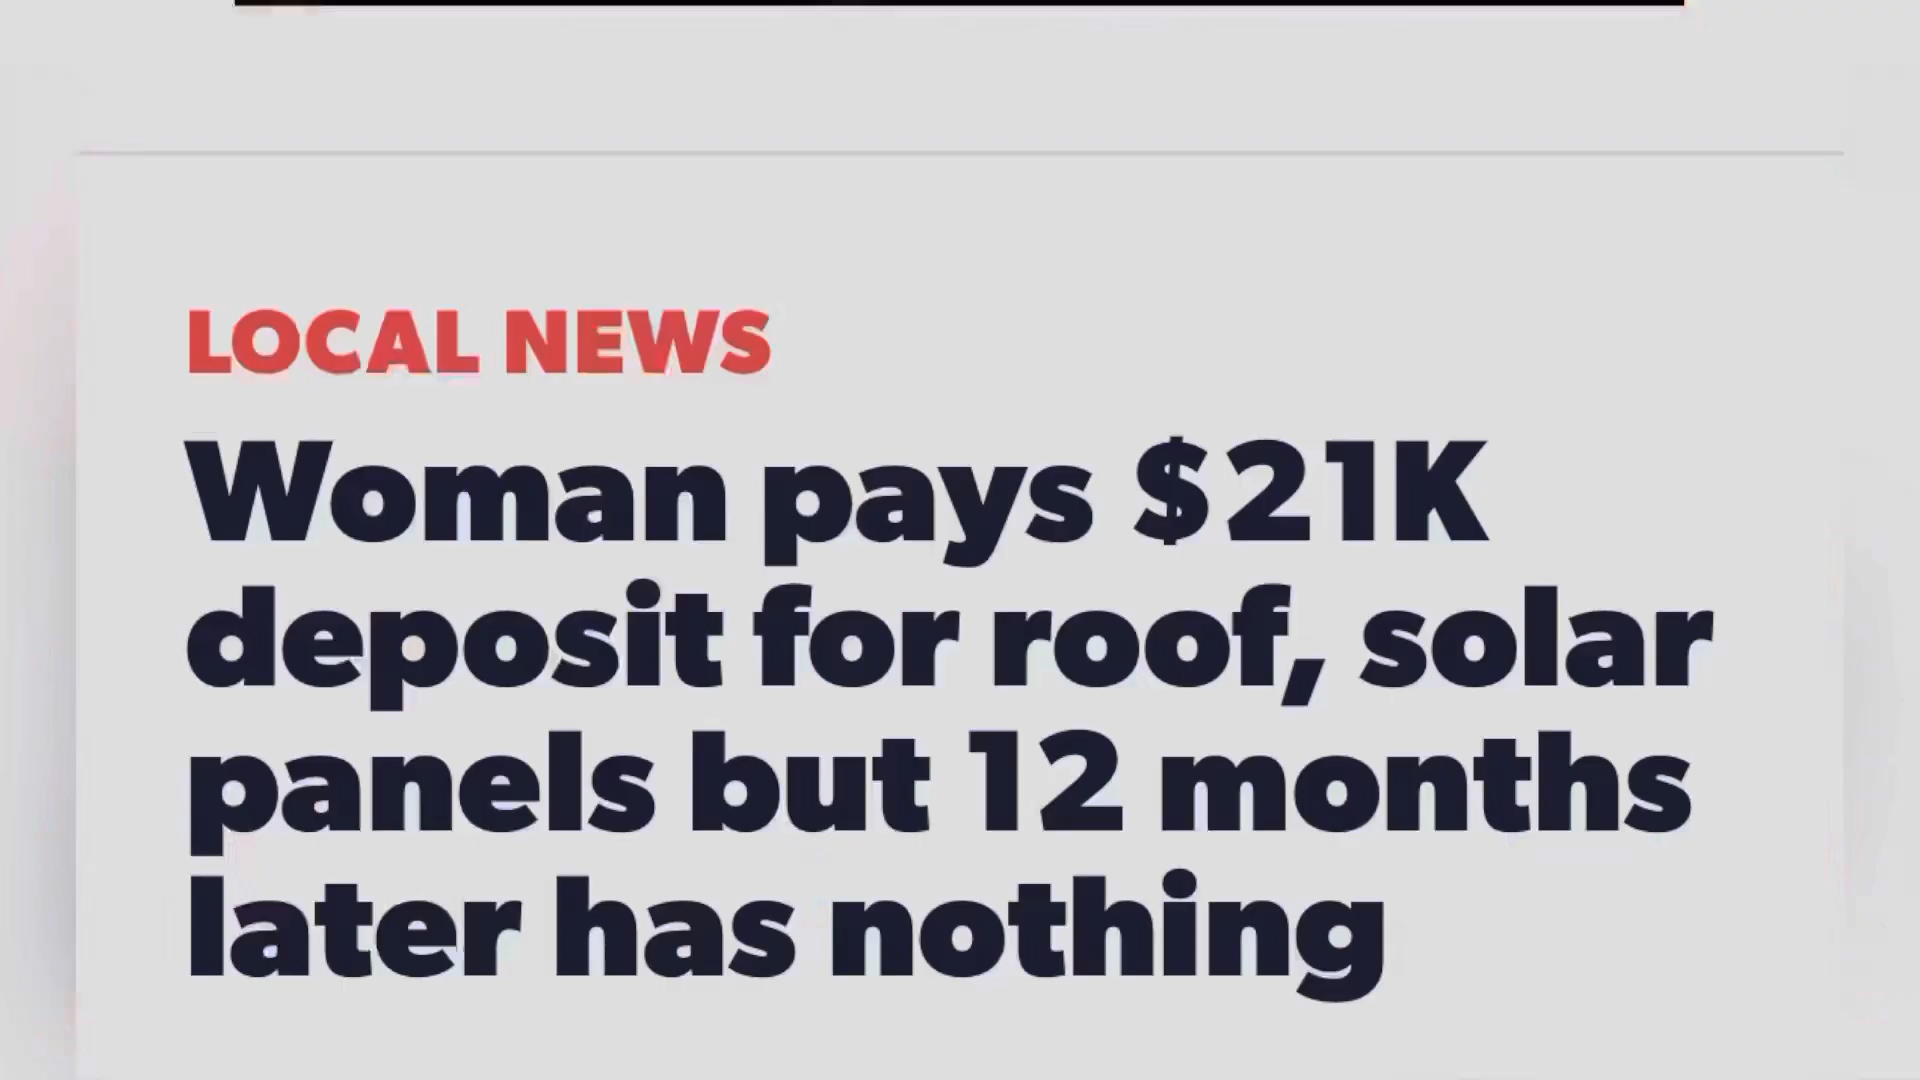 LOCAL NEWS
Woman pays $21K
deposit for roof, solar
panels but 12 months
later has nothing